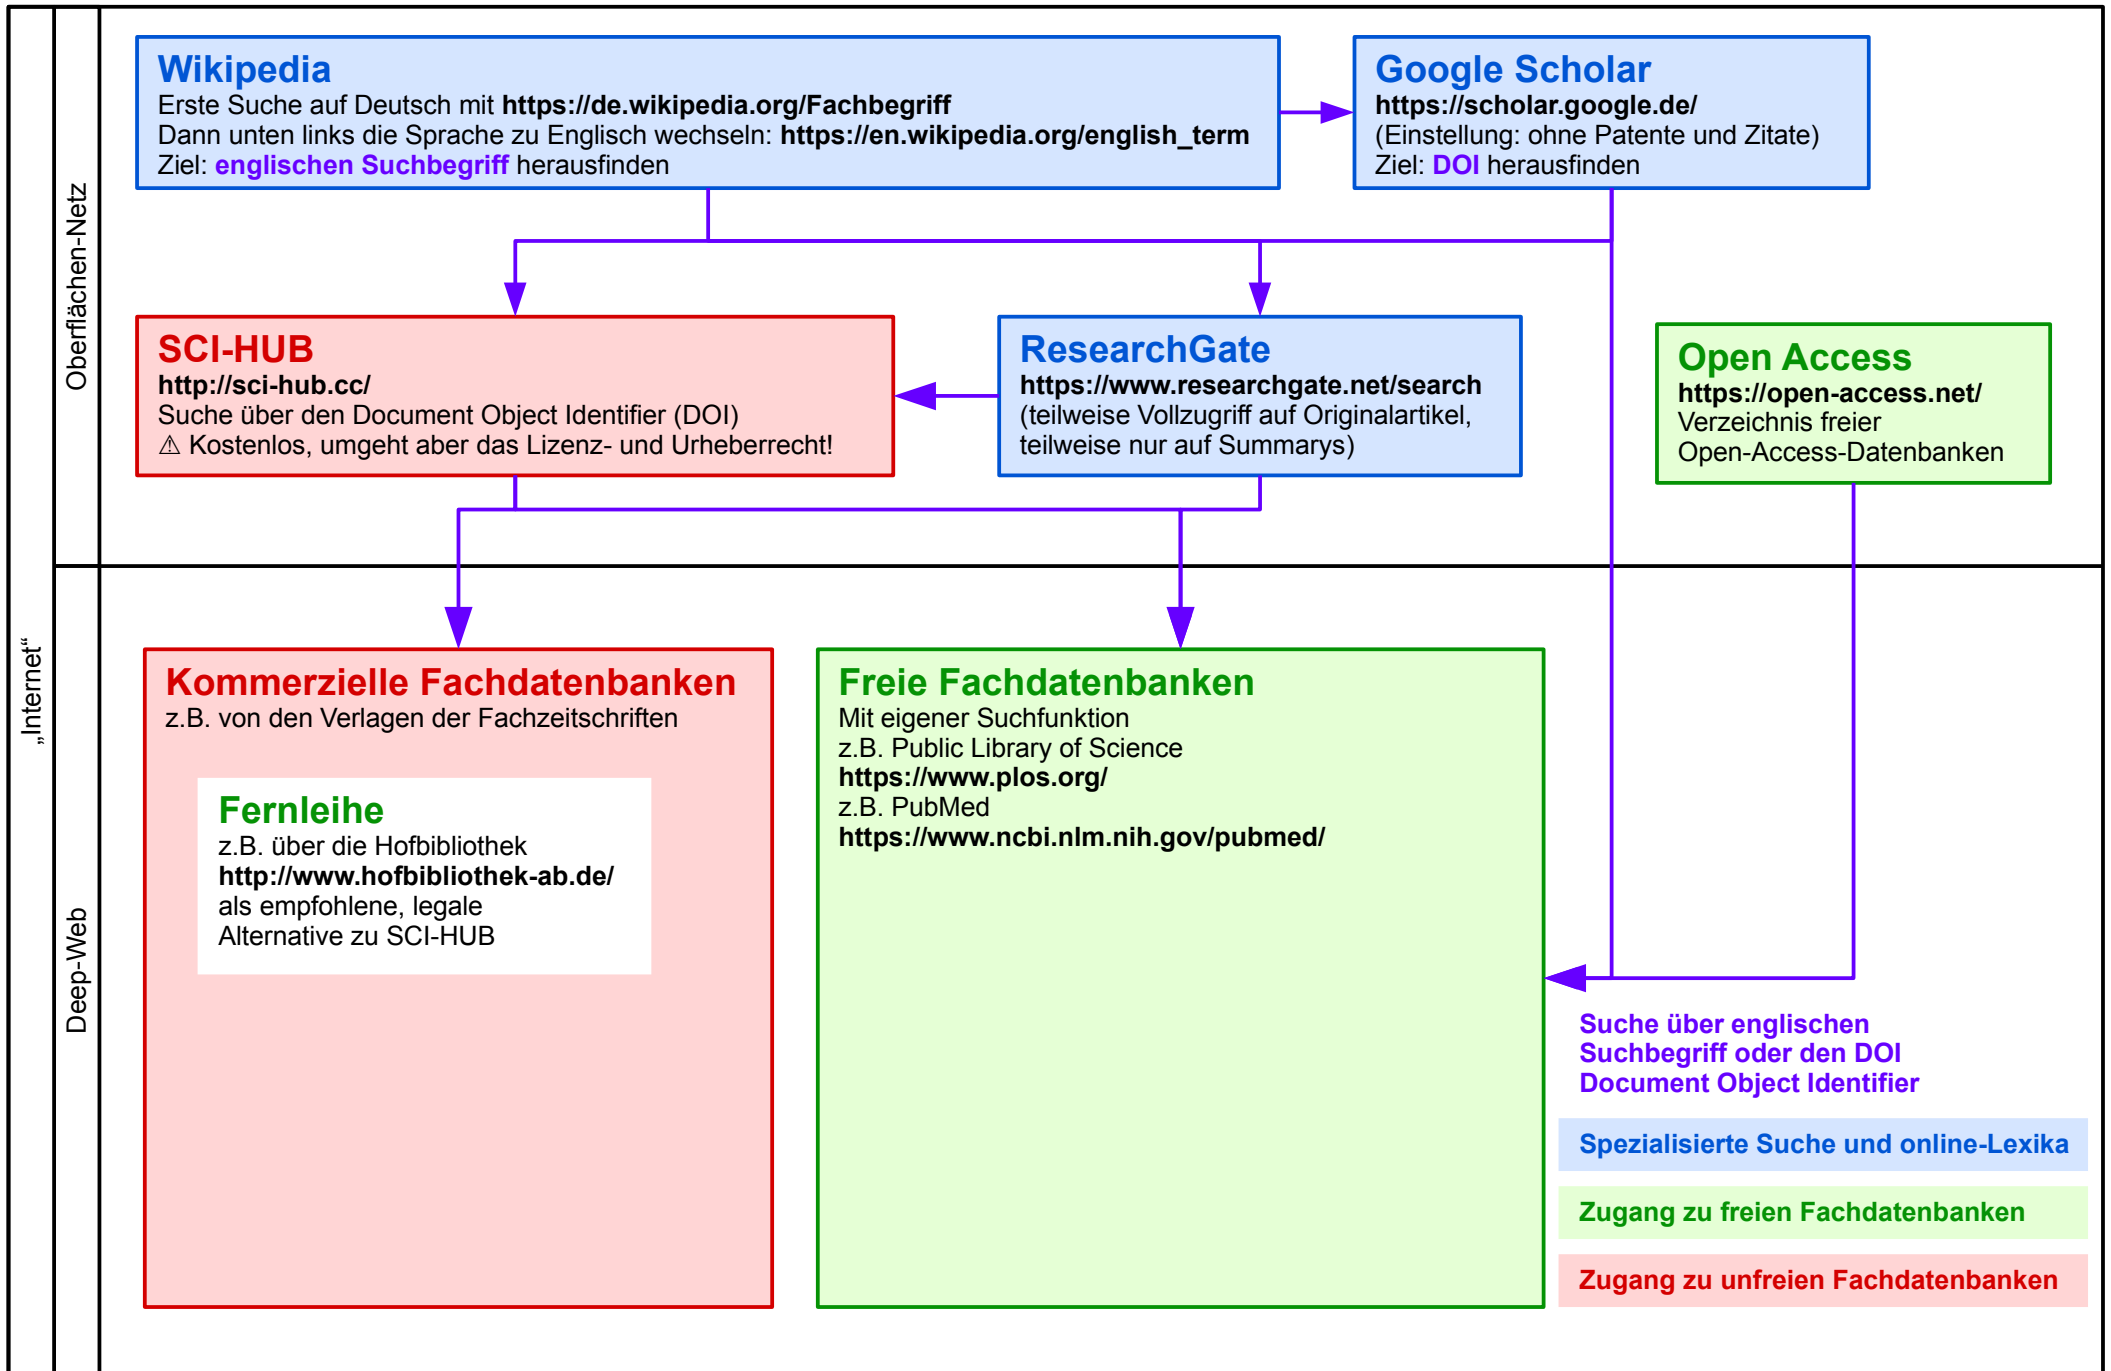 „Internet“
Oberflächen-Netz
Wikipedia
Erste Suche auf Deutsch mit https://de.wikipedia.org/Fachbegriff
Dann unten links die Sprache zu Englisch wechseln: https://en.wikipedia.org/english_term
Ziel: englischen Suchbegriff herausfinden
Google Scholar
https://scholar.google.de/
(Einstellung: ohne Patente und Zitate)
Ziel: DOI herausfinden
SCI-HUB
http://sci-hub.cc/
Suche über den Document Object Identifier (DOI)
⚠ Kostenlos, umgeht aber das Lizenz- und Urheberrecht!
ResearchGate
https://www.researchgate.net/search
(teilweise Vollzugriff auf Originalartikel,
teilweise nur auf Summarys)
Open Access
https://open-access.net/
Verzeichnis freier
Open-Access-Datenbanken
Deep-Web
Kommerzielle Fachdatenbanken
z.B. von den Verlagen der Fachzeitschriften
Fernleihe
z.B. über die Hofbibliothek
http://www.hofbibliothek-ab.de/
als empfohlene, legale
Alternative zu SCI-HUB
Freie Fachdatenbanken
Mit eigener Suchfunktion
z.B. Public Library of Science
https://www.plos.org/
z.B. PubMed
https://www.ncbi.nlm.nih.gov/pubmed/
Suche über englischen
Suchbegriff oder den DOI
Document Object Identifier
Spezialisierte Suche und online-Lexika
Zugang zu freien Fachdatenbanken
Zugang zu unfreien Fachdatenbanken